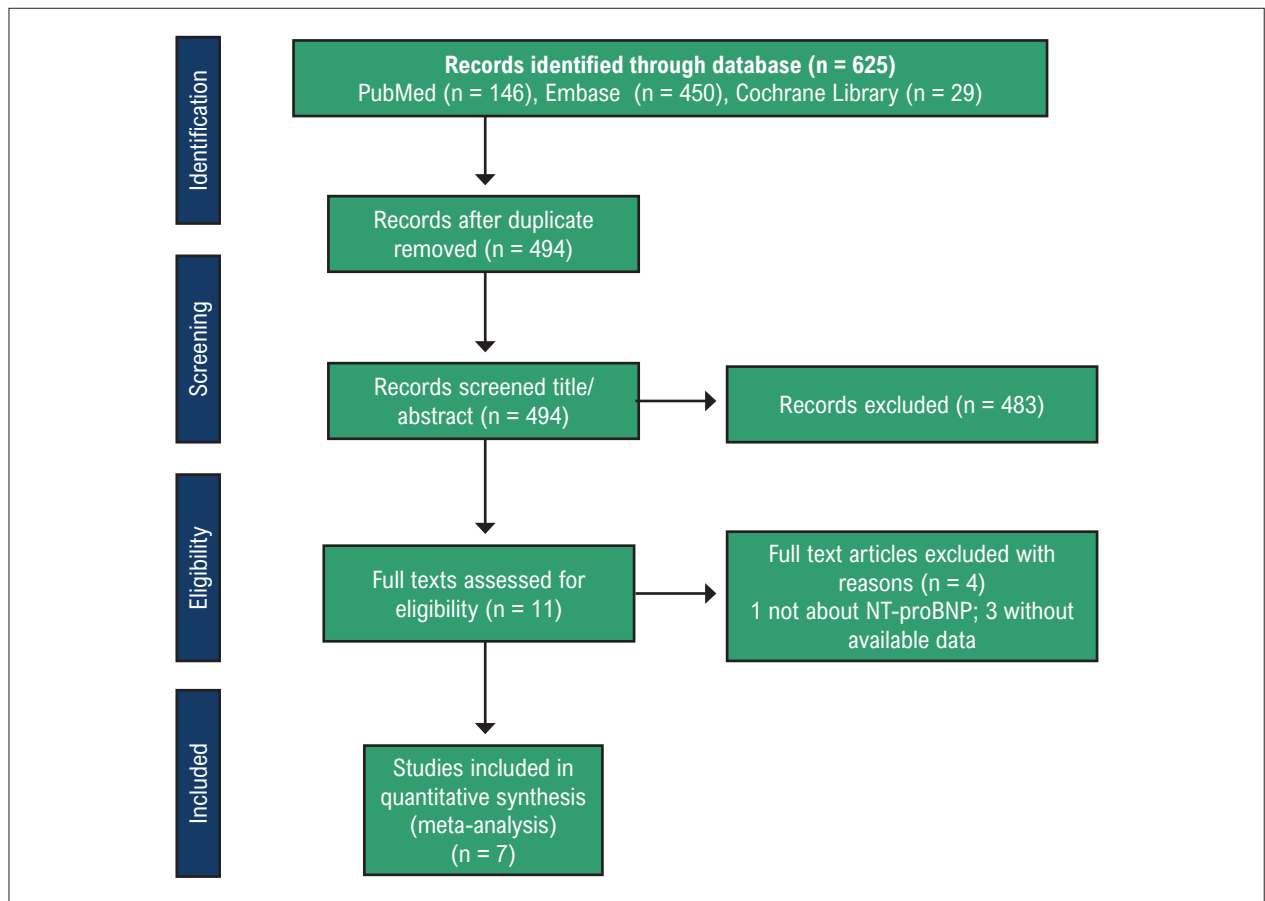 Identification
Records identified through database (n = 625)
PubMed (n = 146), Embase (n = 450), Cochrane Library (n = 29)
Records after duplicate
removed (n = 494)
Screening
Records screened title/
abstract (n = 494)
Records excluded (n = 483)
Eligibility
Full texts assessed for
eligibility (n = 11)
Full text articles excluded with
reasons (n = 4)
1 not about NT-proBNP; 3 without
available data
Included
Studies included in
quantitative synthesis
(meta-analysis)
(n = 7)